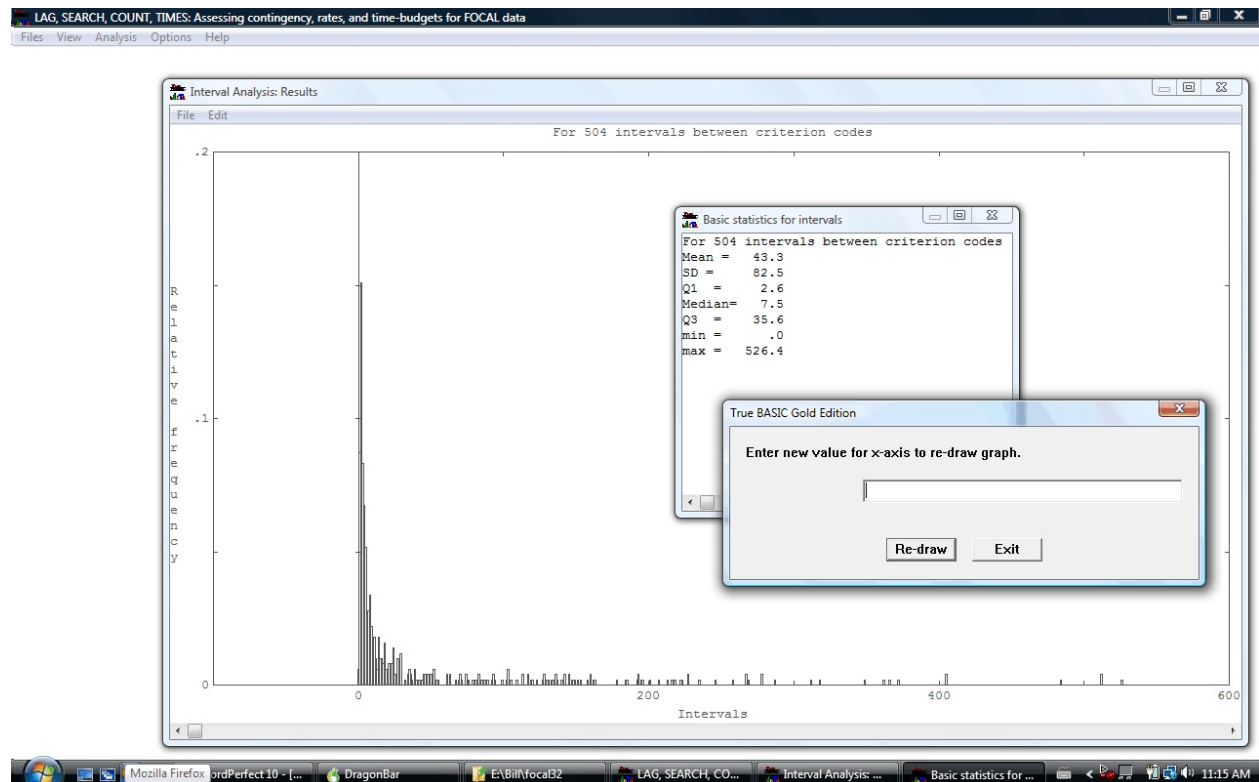 LAG, SEARCH, COUNT, TIMES: Assessing contingency, rates, and time-budgets for FOCAL data
Files View Analysis Options Help
Interval Analysis: Results
File Edit
For 504 intervals between criterion codes
.2
.1
0
Relative frequency
0 200 400 600
Intervals
Basic statistics for intervals
For 504 intervals between criterion codes
Mean = 43.3
SD = 82.5
Q1 = 2.6
Median= 7.5
Q3 = 35.6
min = .0
max = 526.4
True BASIC Gold Edition
Enter new value for x-axis to re-draw graph.
Re-draw Exit
Mozilla Firefox ordPerfect 10 - [... DragonBar E:\Bill\focal32 LAG, SEARCH, CO... Interval Analysis: ... Basic statistics for ... 11:15 AM